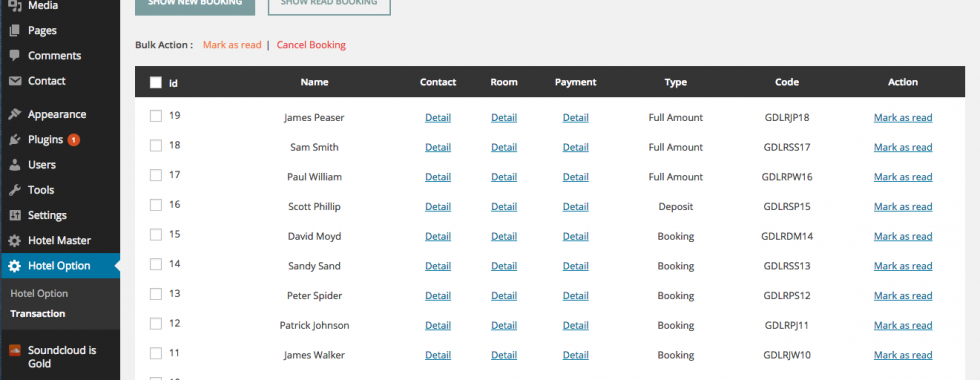 Media
Pages
Comments
Contact
Appearance
Plugins 1
Users
Tools
Settings
Hotel Master
Hotel Option
Hotel Option
Transaction
Soundcloud is
Gold
SHOW NEW BOOKING SHOW READ BOOKING
Bulk Action : Mark as read | Cancel Booking
id Name Contact Room Payment Type Code Action
19 James Peaser Detail Detail Detail Full Amount GDLRJP18 Mark as read
18 Sam Smith Detail Detail Detail Full Amount GDLRSS17 Mark as read
17 Paul William Detail Detail Detail Full Amount GDLRPW16 Mark as read
16 Scott Phillip Detail Detail Detail Deposit GDLRSP15 Mark as read
15 David Moyd Detail Detail Detail Booking GDLRDM14 Mark as read
14 Sandy Sand Detail Detail Detail Booking GDLRSS13 Mark as read
13 Peter Spider Detail Detail Detail Booking GDLRPS12 Mark as read
12 Patrick Johnson Detail Detail Detail Booking GDLRPJ11 Mark as read
11 James Walker Detail Detail Detail Booking GDLRJW10 Mark as read